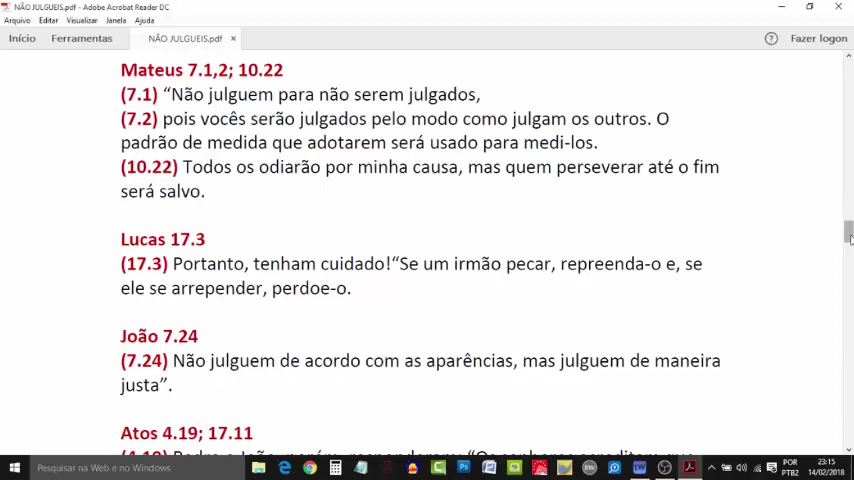 NÃO JULGUEIS.pdf - Adobe Acrobat Reader DC
Arquivo Editar Visualizar Janela Ajuda
Início Ferramentas NÃO JULGUEIS.pdf × Fazer logon
Mateus 7.1,2; 10.22
(7.1) “Não julguem para não serem julgados,
(7.2) pois vocês serão julgados pelo modo como julgam os outros. O
padrão de medida que adotarem será usado para medi-los.
(10.22) Todos os odiarão por minha causa, mas quem perseverar até o fim
será salvo.
Lucas 17.3
(17.3) Portanto, tenham cuidado!“Se um irmão pecar, repreenda-o e, se
ele se arrepender, perdoe-o.
João 7.24
(7.24) Não julguem de acordo com as aparências, mas julguem de maneira
justa”.
Atos 4.19; 17.11
Pesquisar na Web e no Windows
POR 23:15
PTB2 14/02/2018